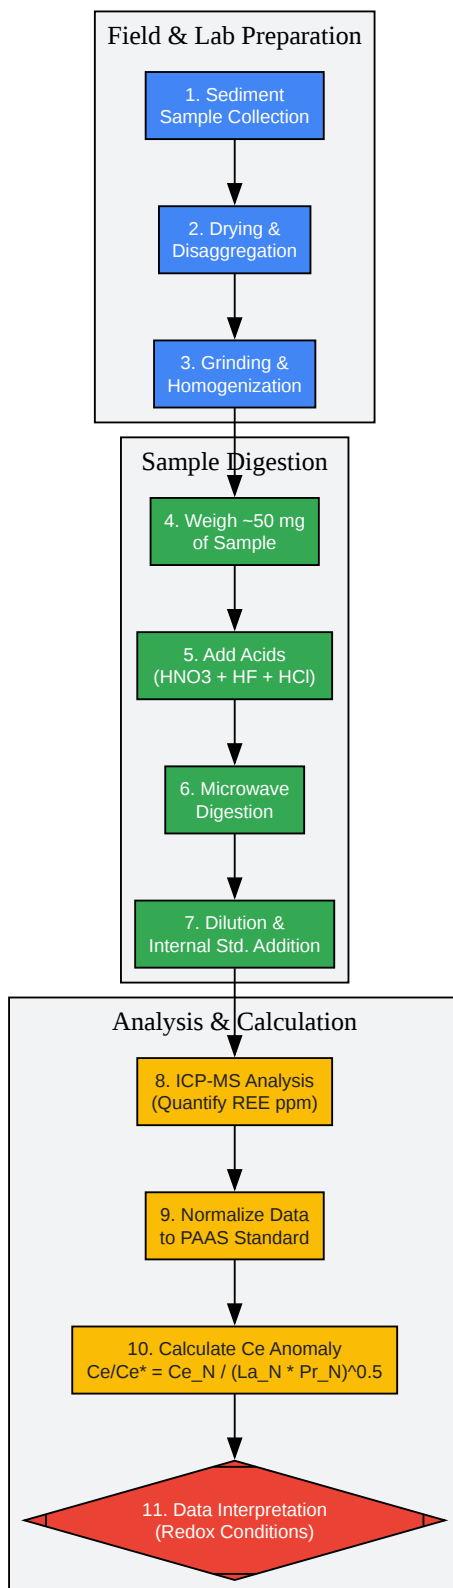 Field & Lab Preparation
1. Sediment
Sample Collection
2. Drying &
Disaggregation
3. Grinding &
Homogenization
Sample Digestion
4. Weigh ~50 mg
of Sample
5. Add Acids
(HNO3 + HF + HCl)
6. Microwave
Digestion
7. Dilution &
Internal Std. Addition
Analysis & Calculation
8. ICP-MS Analysis
(Quantify REE ppm)
9. Normalize Data
to PAAS Standard
10. Calculate Ce Anomaly
Ce/Ce* = Ce_N / (La_N * Pr_N)^0.5
11. Data Interpretation
(Redox Conditions)